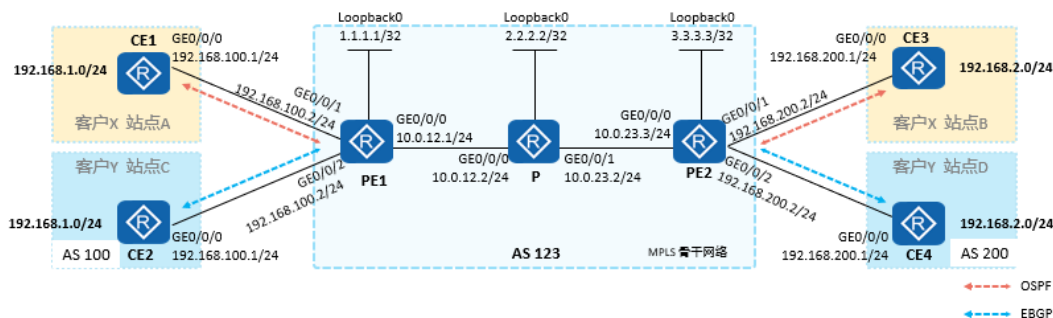 Loopback0
Loopback0
Loopback0
1.1.1.1/32
2.2.2.2/32
3.3.3.3/32
CE1
GE0/0/0
192.168.100.1/24
192.168.1.0/24
R
客户X 站点A
192.168.100.2/24
GE0/0/1
客户Y 站点C
192.168.1.0/24
R
GE0/0/0
AS 100
CE2
192.168.100.1/24
GE0/0/2
192.168.100.2/24
R
PE1
GE0/0/0
10.0.12.1/24
GE0/0/0
10.0.12.2/24
R
P
GE0/0/1
10.0.23.2/24
GE0/0/0
10.0.23.3/24
R
PE2
AS 123
MPLS 骨干网络
GE0/0/1
192.168.200.2/24
GE0/0/2
192.168.200.2/24
CE3
GE0/0/0
192.168.200.1/24
R
192.168.2.0/24
客户X 站点B
客户Y 站点D
R
192.168.2.0/24
GE0/0/0
192.168.200.1/24
CE4
AS 200
OSPF
EBGP